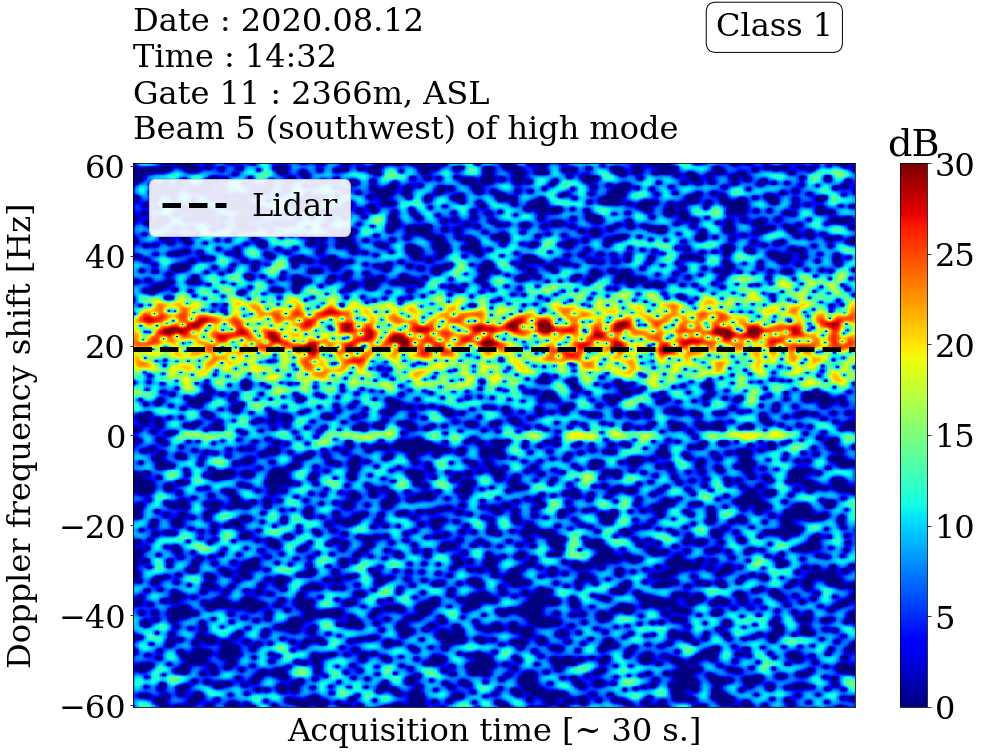 Date : 2020.08.12
Time : 14:32
Gate 11 : 2366m, ASL
Beam 5 (southwest) of high mode
Class 1
dB
Lidar
Doppler frequency shift [Hz]
60
40
20
0
−20
−40
−60
Acquisition time [~ 30 s.]
30
25
20
15
10
5
0